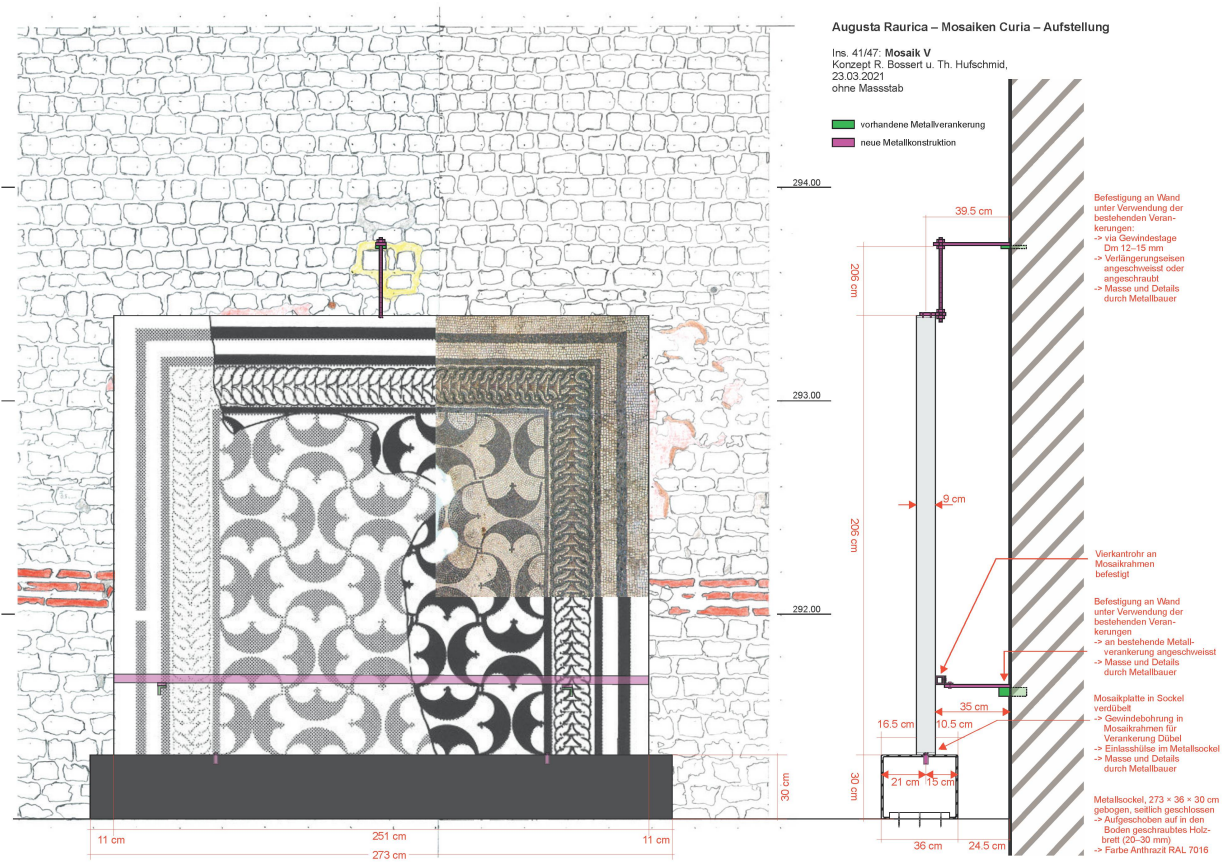 Augusta Raurica – Mosaiken Curia – Aufstellung
Ins. 41/47: Mosaik V
Konzept R. Bossert u. Th. Hufschmid,
23.03.2021
ohne Massstab
vorhandene Metallverankerung
neue Metallkonstruktion
294.00
293.00
292.00
39.5 cm
206 cm
206 cm
9 cm
35 cm
16.5 cm
10.5 cm
21 cm
15 cm
30 cm
30 cm
36 cm
24.5 cm
11 cm
251 cm
11 cm
273 cm
Befestigung an Wand
unter Verwendung der
bestehenden Veran-
kerungen:
-> via Gewindestage
Dm 12–15 mm
-> Verlängerungseisen
angeschweisst oder
angeschraubt
-> Masse und Details
durch Metallbauer
Vierkantrohr an
Mosaikrahmen
befestigt
Befestigung an Wand
unter Verwendung der
bestehenden Veran-
kerungen
-> an bestehende Metall-
verankerung angeschweisst
-> Masse und Details
durch Metallbauer
Mosaikplatte in Sockel
verdübelt
-> Gewindebohrung in
Mosaikrahmen für
Verankerung Dübel
-> Einlasshülse im Metallsockel
-> Masse und Details
durch Metallbauer
Metallsockel, 273 × 36 × 30 cm
gebogen, seitlich geschlossen
-> Aufgeschoben auf in den
Boden geschraubtes Holz-
brett (20–30 mm)
-> Farbe Anthrazit RAL 7016